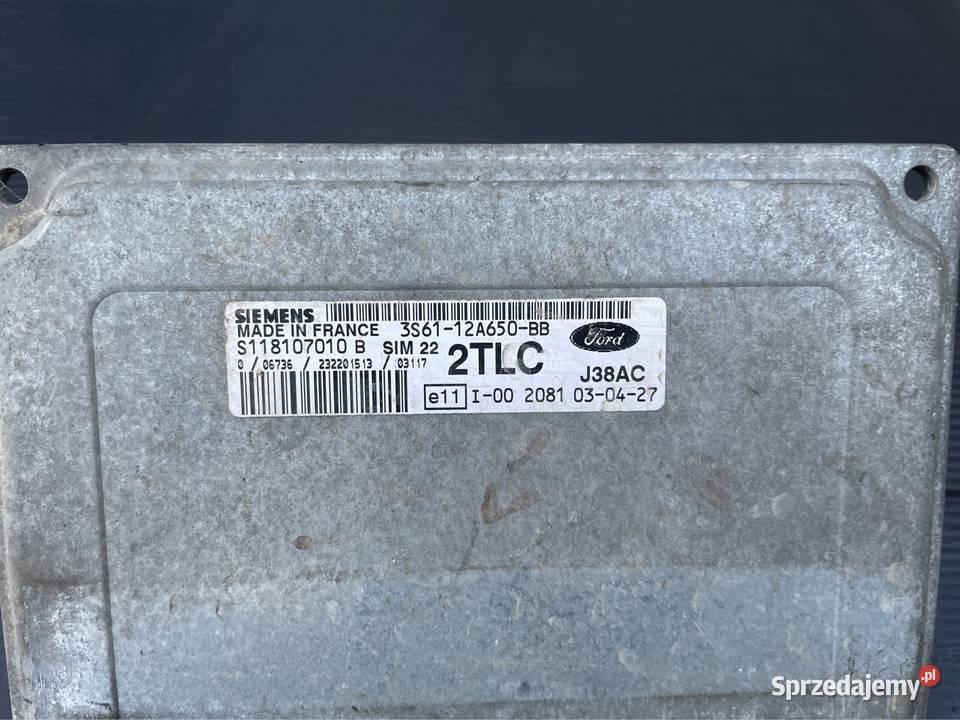 SIEMENS
MADE IN FRANCE 3S61-12A650-BB
S118107010 B SIM 22 2TLC Ford
0 / 06736 / 232201513 / 03117
J38AC
e11 I-00 2081 03-04-27
Sprzedajemy.pl